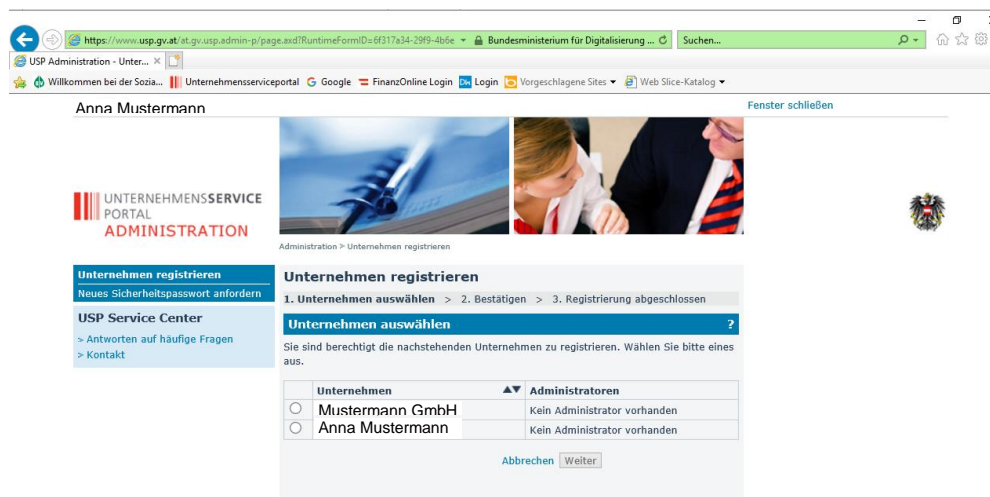 https://www.usp.gv.at/at.gv.usp.admin-p/page.axd?RuntimeFormID=6f317a34-29f9-4b6e Bundesministerium für Digitalisierung ... Suchen...
USP Administration - Unter...
Willkommen bei der Sozia... Unternehmensserviceportal Google FinanzOnline Login Login Vorgeschlagene Sites Web Slice-Katalog
Anna Mustermann Fenster schließen
UNTERNEHMENSSERVICE
PORTAL
ADMINISTRATION
Administration > Unternehmen registrieren
Unternehmen registrieren
Neues Sicherheitspasswort anfordern
USP Service Center
> Antworten auf häufige Fragen
> Kontakt
Unternehmen registrieren
1. Unternehmen auswählen > 2. Bestätigen > 3. Registrierung abgeschlossen
Unternehmen auswählen ?
Sie sind berechtigt die nachstehenden Unternehmen zu registrieren. Wählen Sie bitte eines
aus.
Unternehmen ▲▼ Administratoren
Mustermann GmbH Kein Administrator vorhanden
Anna Mustermann Kein Administrator vorhanden
Abbrechen Weiter